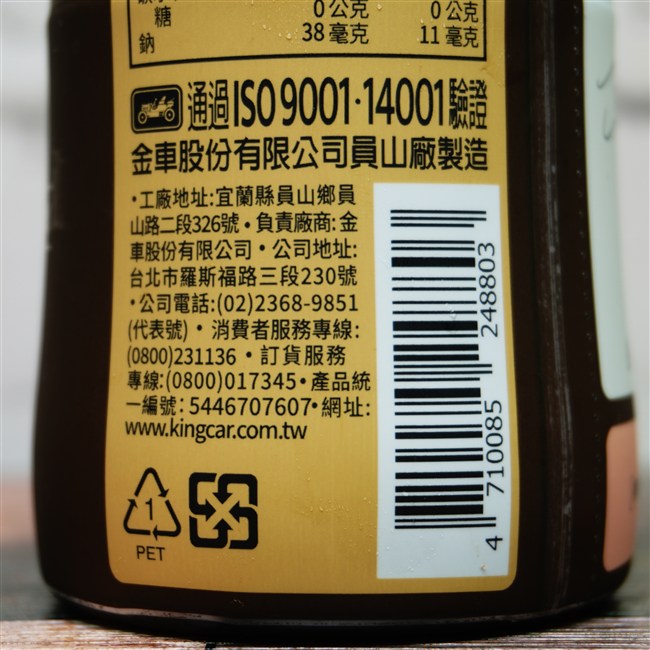 糖 0公克 0公克
鈉 38毫克 11毫克
通過ISO9001·14001驗證
金車股份有限公司員山廠製造
•工廠地址:宜蘭縣員山鄉員
山路二段326號•負責廠商:金
車股份有限公司•公司地址:
台北市羅斯福路三段230號
•公司電話:(02)2368-9851
(代表號)•消費者服務專線:
(0800)231136•訂貨服務
專線:(0800)017345•產品統
一編號:5446707607•網址:
www.kingcar.com.tw
1
PET
4 710085 248803